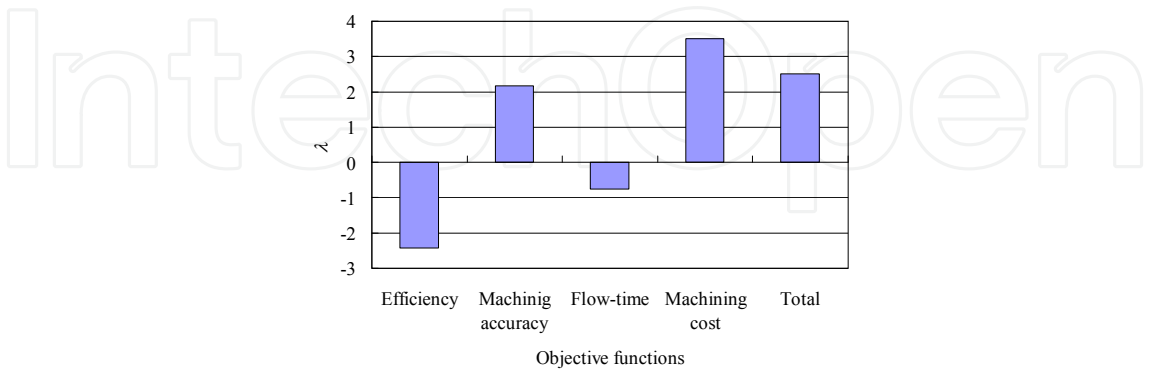 IntechOpen
4
3
2
1
0
-1
-2
-3
λ
Efficiency
Machinig
accuracy
Flow-time
Machining
cost
Total
Objective functions